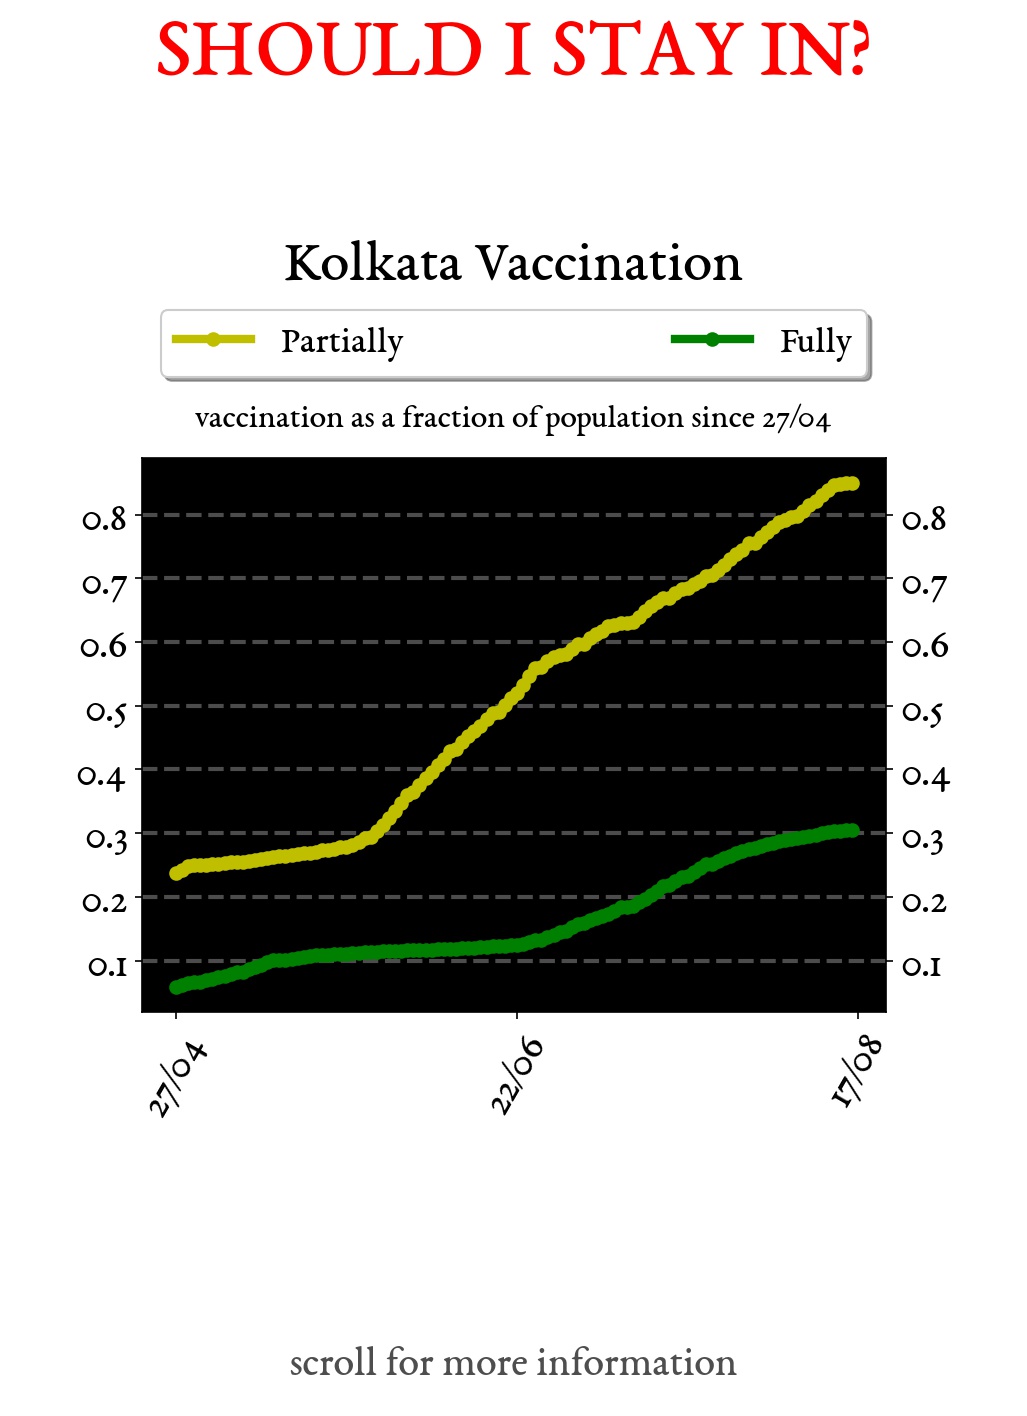 SHOULD I STAY IN?
Kolkata Vaccination
Partially Fully
vaccination as a fraction of population since 27/04
0.8 0.8
0.7 0.7
0.6 0.6
0.5 0.5
0.4 0.4
0.3 0.3
0.2 0.2
0.1 0.1
27/04 22/06 17/08
scroll for more information